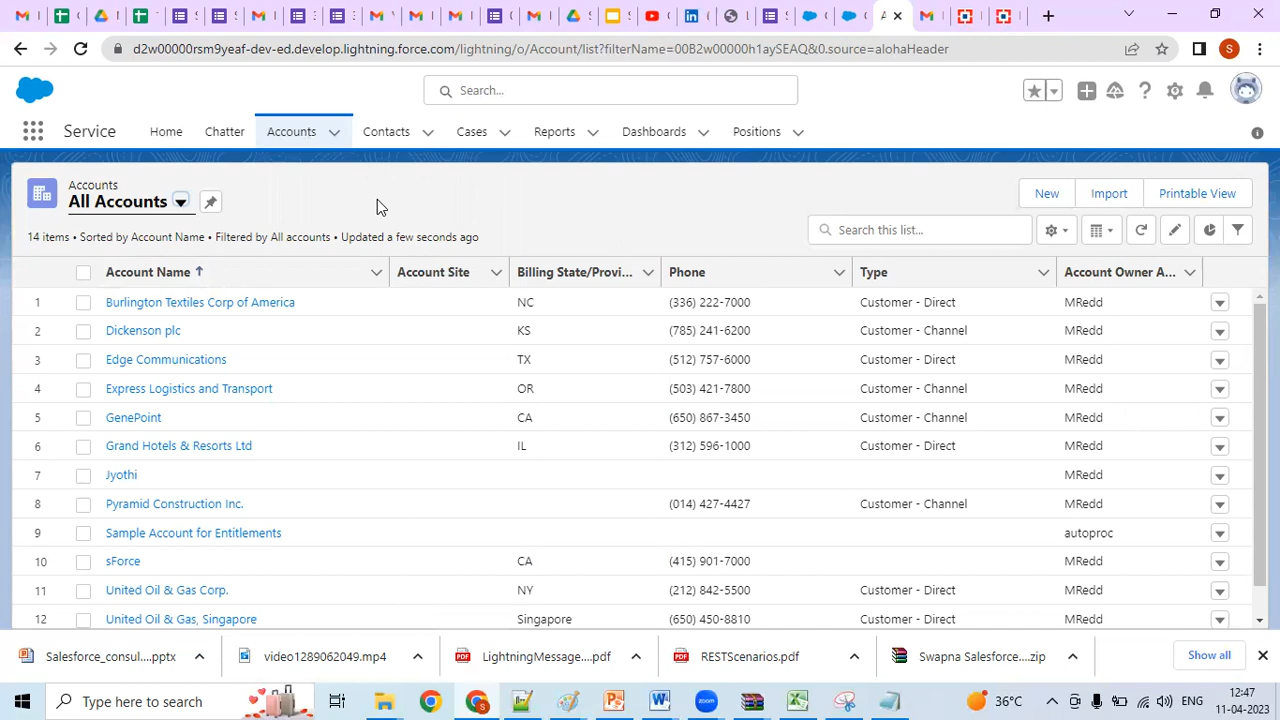 d2w00000rsm9yeaf-dev-ed.develop.lightning.force.com/lightning/o/Account/list?filterName=00B2w00000h1aySEAQ&0.source=alohaHeader
S
Search...
Service
Home
Chatter
Accounts
Contacts
Cases
Reports
Dashboards
Positions
Accounts
All Accounts
New
Import
Printable View
14 items • Sorted by Account Name • Filtered by All accounts • Updated a few seconds ago
Search this list...
Account Name ↑ Account Site Billing State/Provi... Phone Type Account Owner A...
1 Burlington Textiles Corp of America NC (336) 222-7000 Customer - Direct MRedd
2 Dickenson plc KS (785) 241-6200 Customer - Channel MRedd
3 Edge Communications TX (512) 757-6000 Customer - Direct MRedd
4 Express Logistics and Transport OR (503) 421-7800 Customer - Channel MRedd
5 GenePoint CA (650) 867-3450 Customer - Channel MRedd
6 Grand Hotels & Resorts Ltd IL (312) 596-1000 Customer - Direct MRedd
7 Jyothi MRedd
8 Pyramid Construction Inc. (014) 427-4427 Customer - Channel MRedd
9 Sample Account for Entitlements autoproc
10 sForce CA (415) 901-7000 MRedd
11 United Oil & Gas Corp. NY (212) 842-5500 Customer - Direct MRedd
12 United Oil & Gas, Singapore Singapore (650) 450-8810 Customer - Direct MRedd
Salesforce_consul....pptx
video1289062049.mp4
LightningMessage....pdf
RESTScenarios.pdf
Swapna Salesforce....zip
Show all
Type here to search
36°C
ENG
12:47
11-04-2023